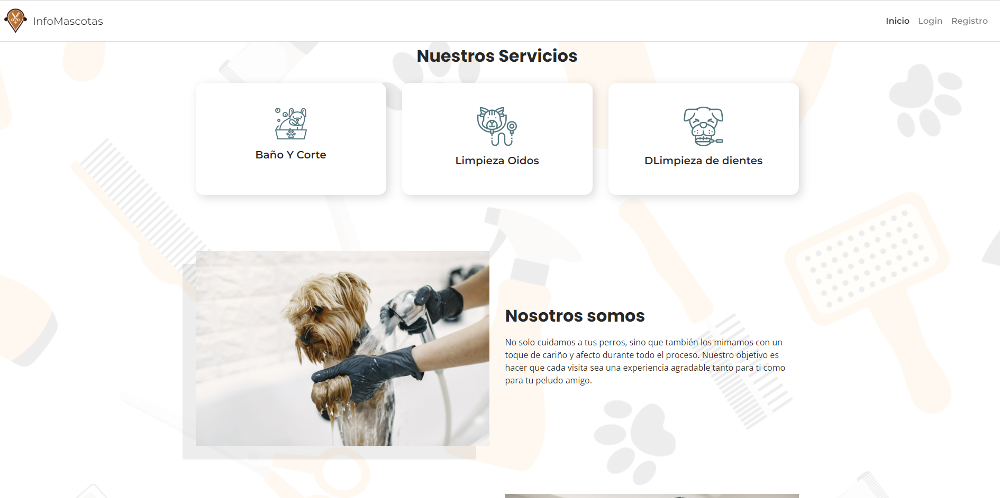 InfoMascotas
Inicio Login Registro
Nuestros Servicios
Baño Y Corte
Limpieza Oidos
DLimpieza de dientes
Nosotros somos
No solo cuidamos a tus perros, sino que también los mimamos con un
toque de cariño y afecto durante todo el proceso. Nuestro objetivo es
hacer que cada visita sea una experiencia agradable tanto para ti como
para tu peludo amigo.